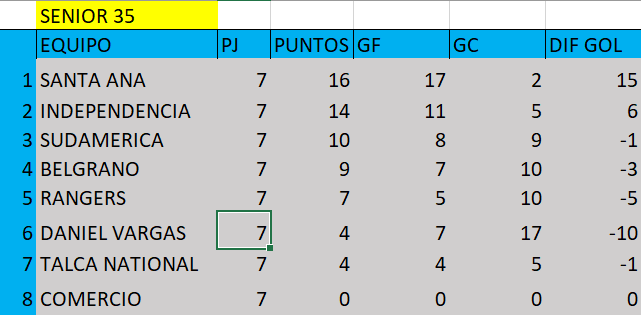 SENIOR 35
EQUIPO PJ PUNTOS GF GC DIF GOL
1 SANTA ANA 7 16 17 2 15
2 INDEPENDENCIA 7 14 11 5 6
3 SUDAMERICA 7 10 8 9 -1
4 BELGRANO 7 9 7 10 -3
5 RANGERS 7 7 5 10 -5
6 DANIEL VARGAS 7 4 7 17 -10
7 TALCA NATIONAL 7 4 4 5 -1
8 COMERCIO 7 0 0 0 0